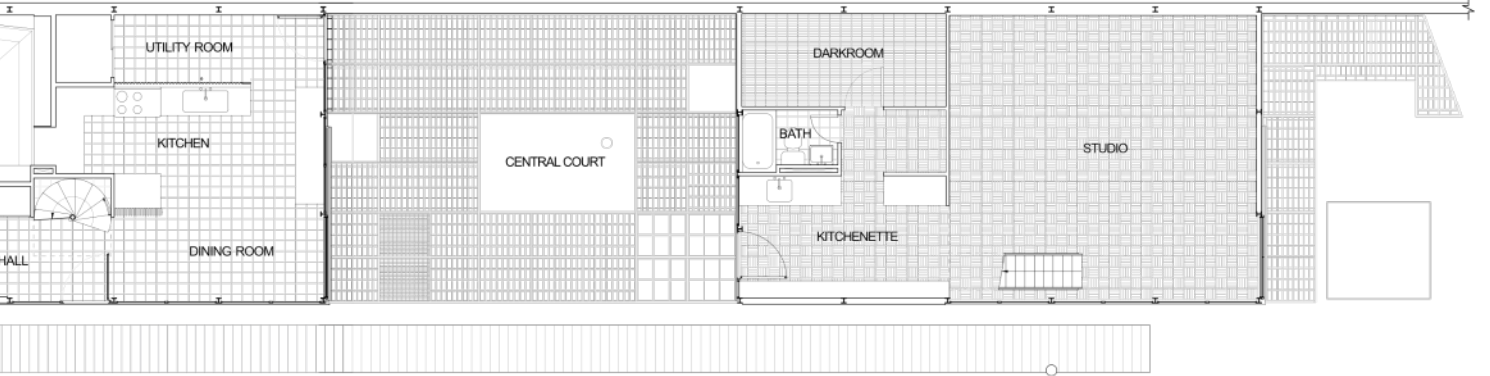 UTILITY ROOM
DARKROOM
KITCHEN
BATH
CENTRAL COURT
STUDIO
KITCHENETTE
DINING ROOM
HALL